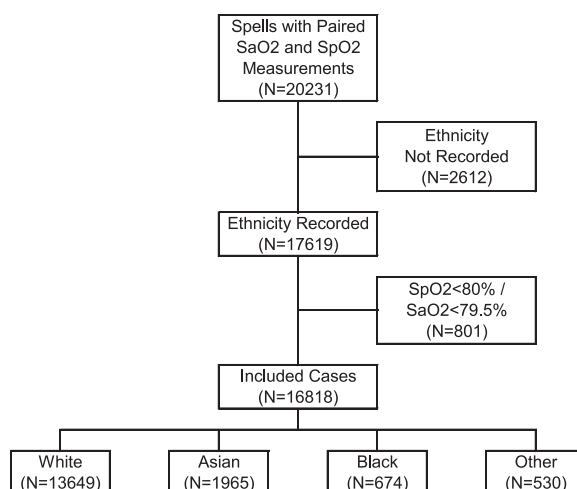 Spells with Paired
SaO2 and SpO2
Measurements
(N=20231)
Ethnicity
Not Recorded
(N=2612)
Ethnicity Recorded
(N=17619)
SpO2<80% /
SaO2<79.5%
(N=801)
Included Cases
(N=16818)
White
(N=13649)
Asian
(N=1965)
Black
(N=674)
Other
(N=530)